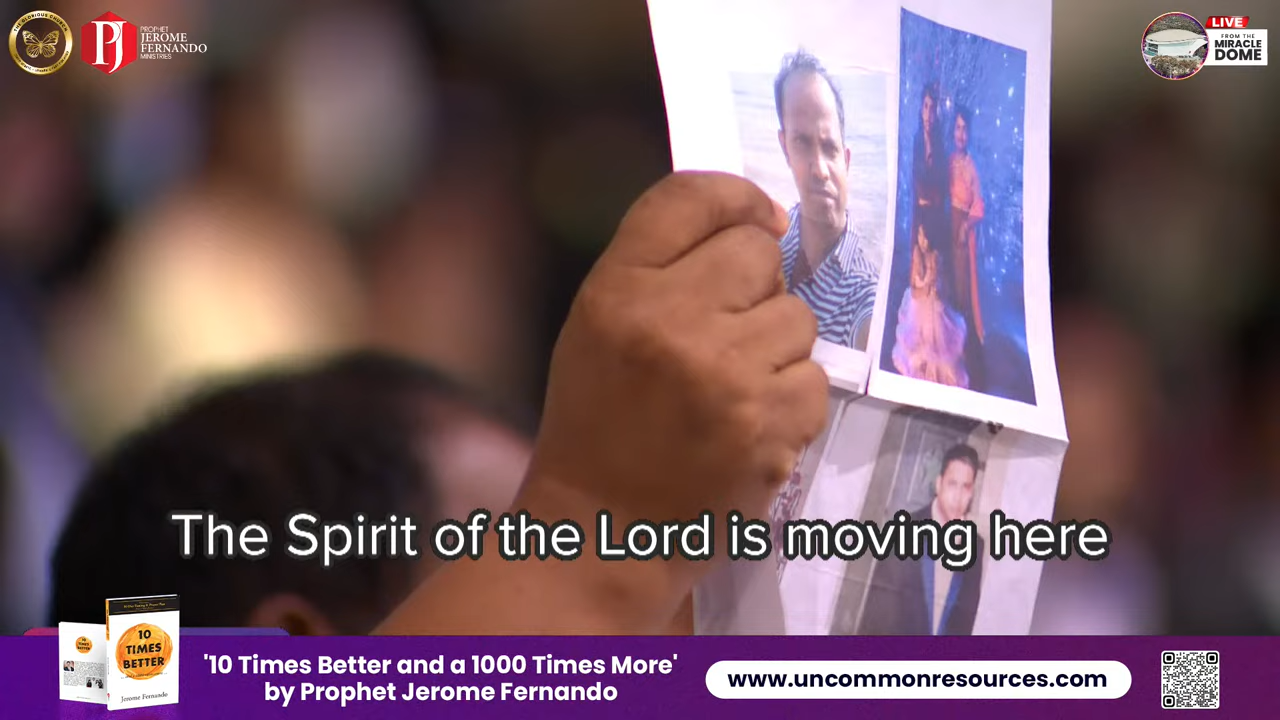 PROPHET
JEROME
FERNANDO
MINISTRIES
PJ
LIVE
FROM THE
MIRACLE
DOME
The Spirit of the Lord is moving here
10
TIMES
BETTER
Jerome Fernando
'10 Times Better and a 1000 Times More'
by Prophet Jerome Fernando
www.uncommonresources.com